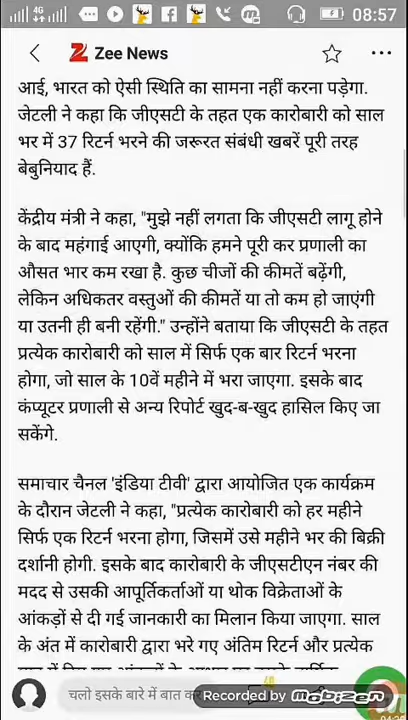 4G
08:57
Zee News
आई, भारत को ऐसी स्थिति का सामना नहीं करना पड़ेगा.
जेटली ने कहा कि जीएसटी के तहत एक कारोबारी को साल
भर में 37 रिटर्न भरने की जरूरत संबंधी खबरें पूरी तरह
बेबुनियाद हैं.
केंद्रीय मंत्री ने कहा, "मुझे नहीं लगता कि जीएसटी लागू होने
के बाद महंगाई आएगी, क्योंकि हमने पूरी कर प्रणाली का
औसत भार कम रखा है. कुछ चीजों की कीमतें बढ़ेंगी,
लेकिन अधिकतर वस्तुओं की कीमतें या तो कम हो जाएंगी
या उतनी ही बनी रहेंगी." उन्होंने बताया कि जीएसटी के तहत
प्रत्येक कारोबारी को साल में सिर्फ एक बार रिटर्न भरना
होगा, जो साल के 10वें महीने में भरा जाएगा. इसके बाद
कंप्यूटर प्रणाली से अन्य रिपोर्ट खुद-ब-खुद हासिल किए जा
सकेंगे.
समाचार चैनल 'इंडिया टीवी' द्वारा आयोजित एक कार्यक्रम
के दौरान जेटली ने कहा, "प्रत्येक कारोबारी को हर महीने
सिर्फ एक रिटर्न भरना होगा, जिसमें उसे महीने भर की बिक्री
दर्शानी होगी. इसके बाद कारोबारी के जीएसटीएन नंबर की
मदद से उसकी आपूर्तिकर्ताओं या थोक विक्रेताओं के
आंकड़ों से दी गई जानकारी का मिलान किया जाएगा. साल
के अंत में कारोबारी द्वारा भरे गए अंतिम रिटर्न और प्रत्येक
चलो इसके बारे में बात कर
Recorded by mobizen